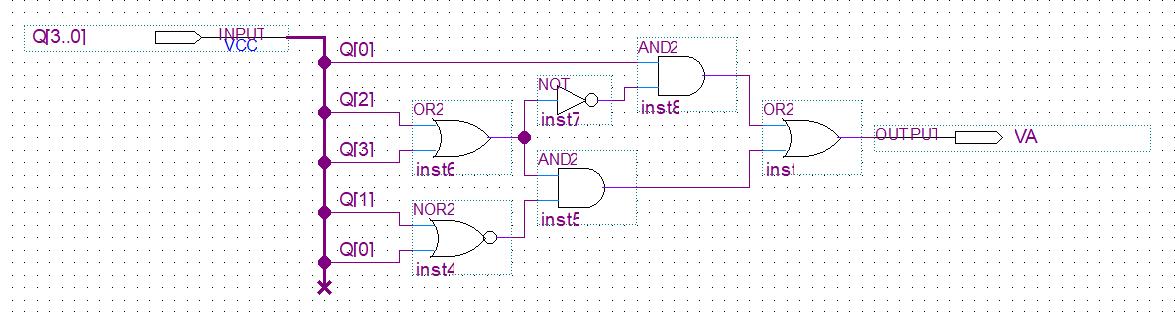 Q[3..0]
INPUT
VCC
Q[0]
AND2
inst8
NOT
inst7
Q[2]
OR2
Q[3]
inst6
OR2
inst
OUTPUT
VA
AND2
inst5
Q[1]
NOR2
Q[0]
inst4